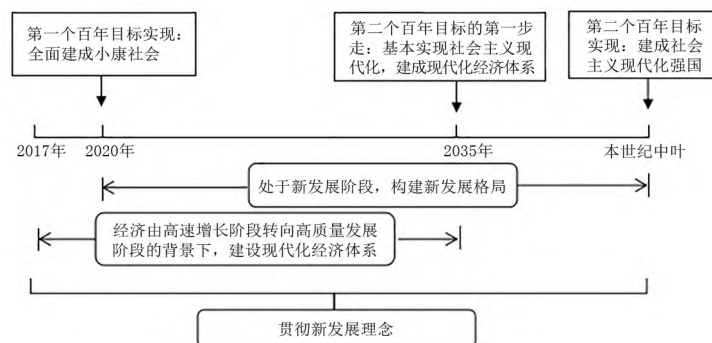 第一个百年目标实现：
全面建成小康社会
第二个百年目标的第一步
走：基本实现社会主义现
代化，建成现代化经济体系
第二个百年目标
实现：建成社会
主义现代化强国
2017年
2020年
2035年
本世纪中叶
处于新发展阶段，构建新发展格局
经济由高速增长阶段转向高质量发展
阶段的背景下，建设现代化经济体系
贯彻新发展理念